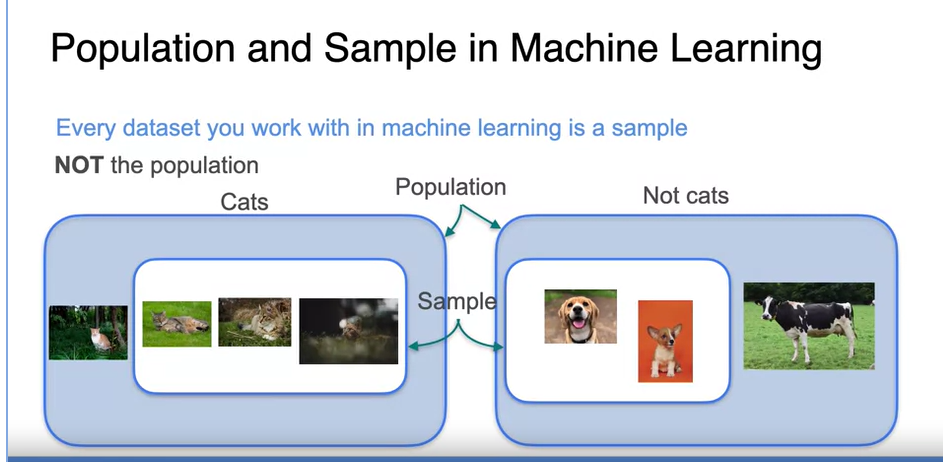 Population and Sample in Machine Learning
Every dataset you work with in machine learning is a sample
NOT the population
Cats
Population
Not cats
Sample